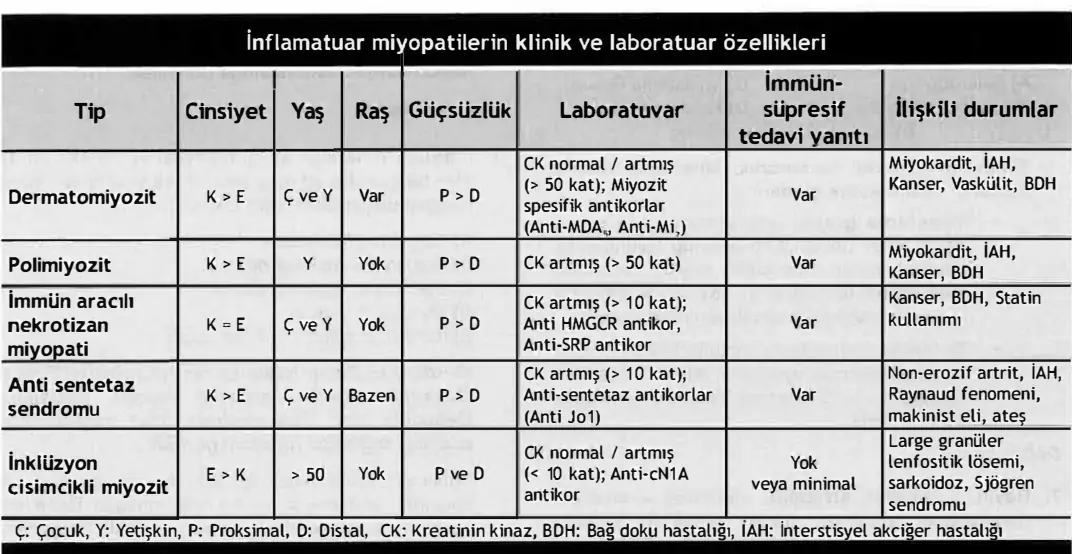 İnflamatuar miyopatilerin klinik ve laboratuar özellikleri
Tip Cinsiyet Yaş Raş Güçsüzlük Laboratuvar İmmün-süpresif tedavi yanıtı İlişkili durumlar
Dermatomiyozit K > E Ç ve Y Var P > D CK normal / artmış (> 50 kat); Miyozit spesifik antikorlar (Anti-MDA₅, Anti-Mi₂) Var Miyokardit, İAH, Kanser, Vaskülit, BDH
Polimiyozit K > E Y Yok P > D CK artmış (> 50 kat) Var Miyokardit, İAH, Kanser, BDH
İmmün aracılı nekrotizan miyopati K = E Ç ve Y Yok P > D CK artmış (> 10 kat); Anti HMGCR antikor, Anti-SRP antikor Var Kanser, BDH, Statin kullanımı
Anti sentetaz sendromu K > E Ç ve Y Bazen P > D CK artmış (> 10 kat); Anti-sentetaz antikorlar (Anti Jo1) Var Non-erozif artrit, İAH, Raynaud fenomeni, makinist eli, ateş
İnklüzyon cisimcikli miyozit E > K > 50 Yok P ve D CK normal / artmış (< 10 kat); Anti-cN1A antikor Yok veya minimal Large granüler lenfositik lösemi, sarkoidoz, Sjögren sendromu
Ç: Çocuk, Y: Yetişkin, P: Proksimal, D: Distal, CK: Kreatinin kinaz, BDH: Bağ doku hastalığı, İAH: İnterstisyel akciğer hastalığı